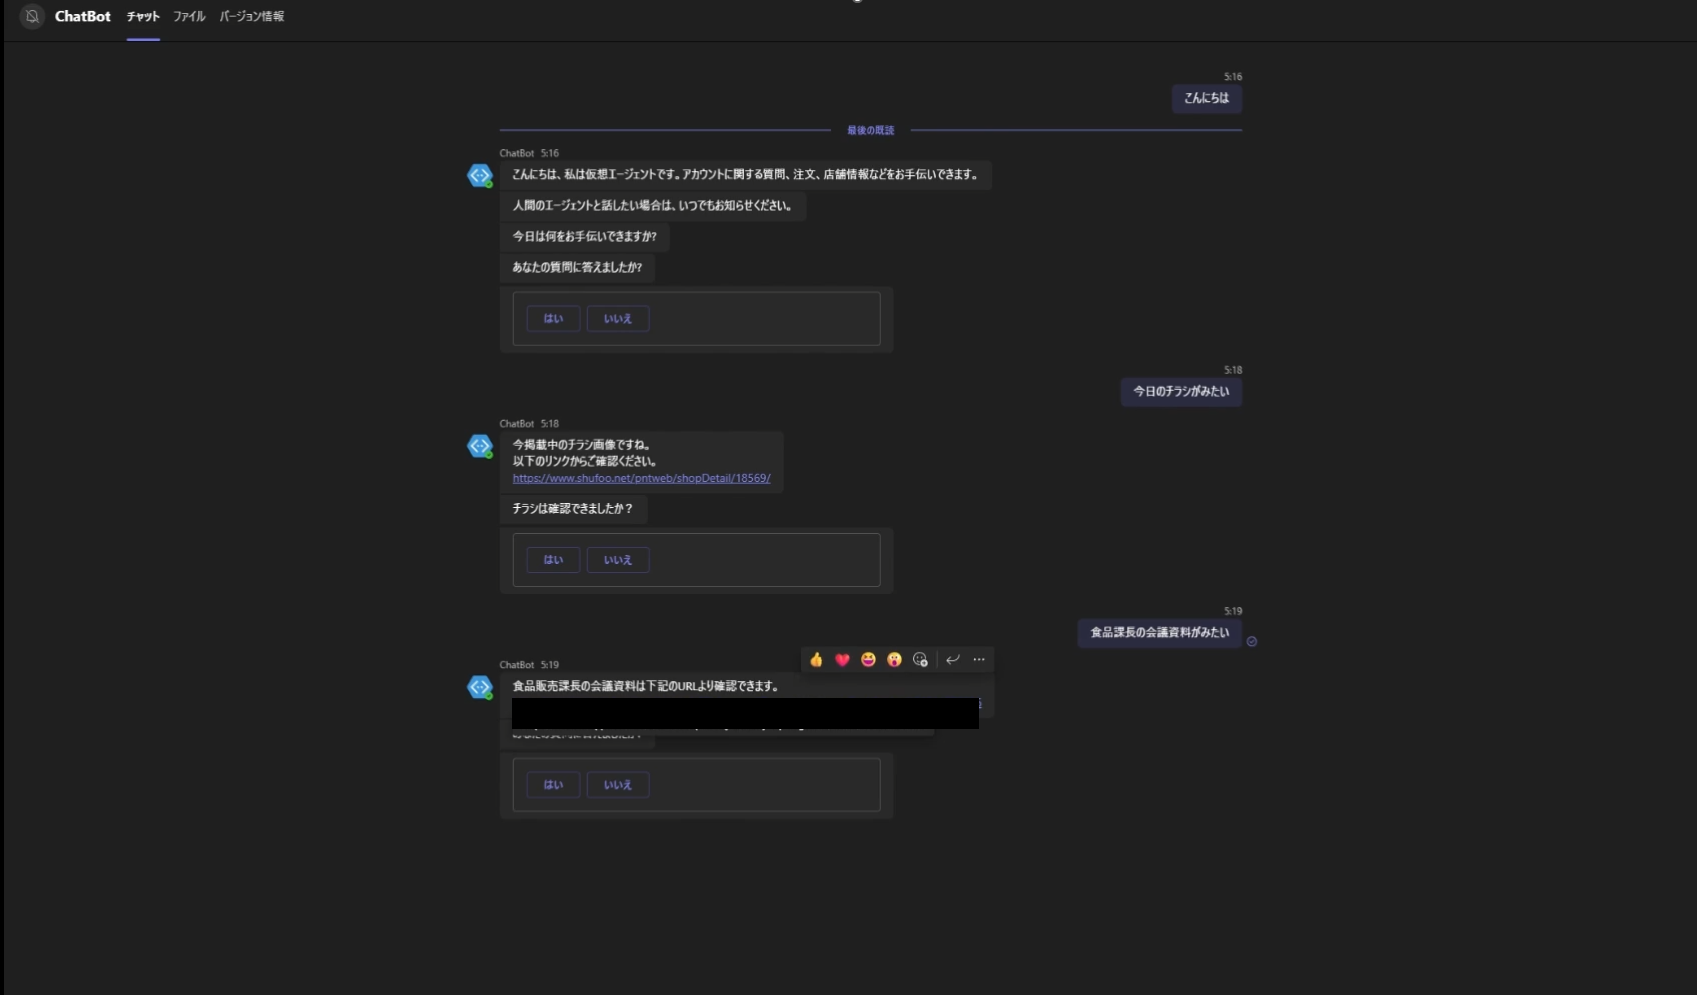 ChatBot チャット ファイル バージョン情報
5:16
こんにちは
最後の既読
ChatBot 5:16
こんにちは、私は仮想エージェントです。アカウントに関する質問、注文、店舗情報などをお手伝いできます。
人間のエージェントと話したい場合は、いつでもお知らせください。
今日は何をお手伝いできますか?
あなたの質問に答えましたか?
はい いいえ
5:18
今日のチラシがみたい
ChatBot 5:18
今掲載中のチラシ画像ですね。
以下のリンクからご確認ください。
https://www.shufoo.net/pntweb/shopDetail/18569/
チラシは確認できましたか？
はい いいえ
5:19
食品課長の会議資料がみたい
ChatBot 5:19
食品販売課長の会議資料は下記のURLより確認できます。
はい いいえ